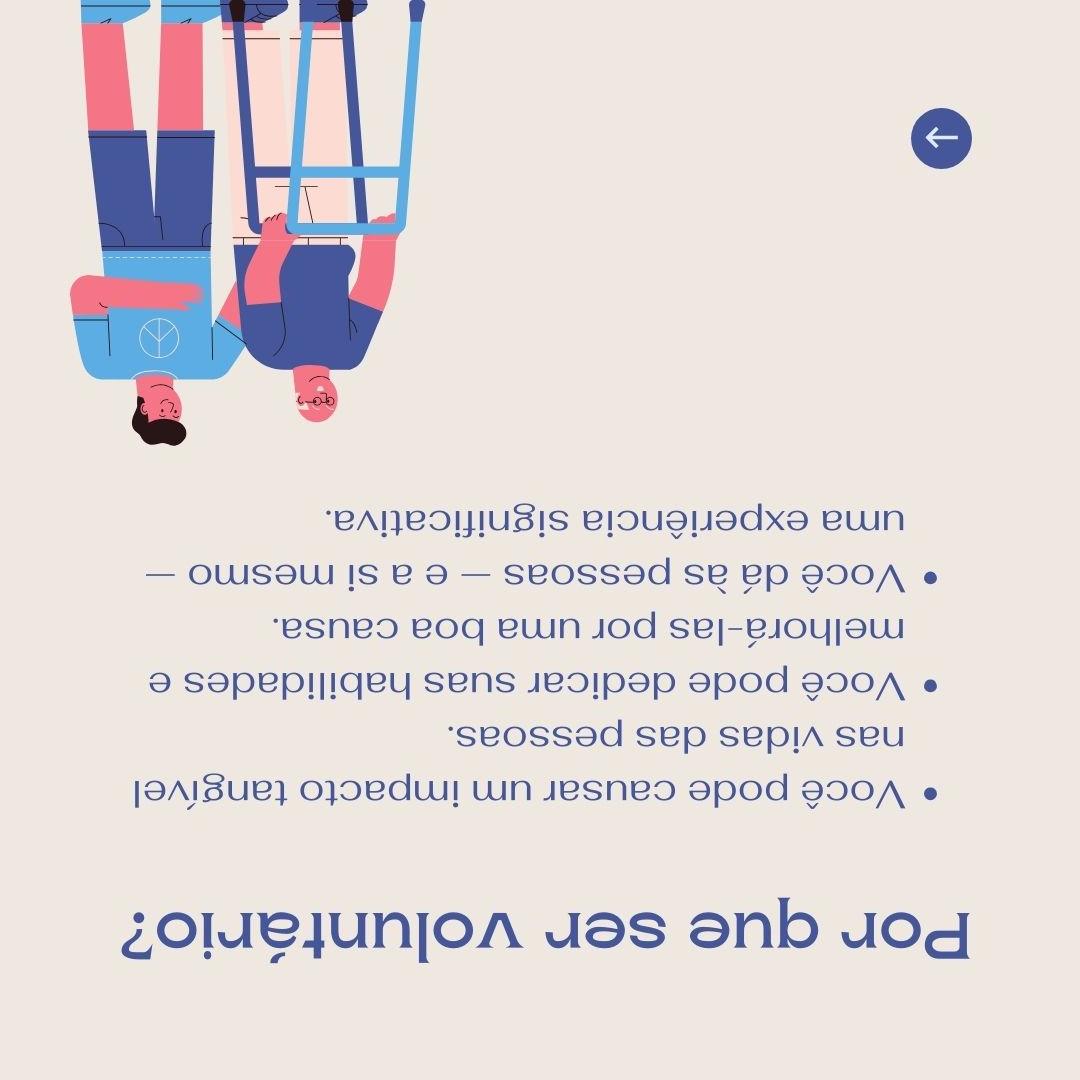 Por que ser voluntário?
• Você pode causar um impacto tangível
nas vidas das pessoas.
• Você pode dedicar suas habilidades e
melhorá-las por uma boa causa.
• Você dá às pessoas — e a si mesmo —
uma experiência significativa.